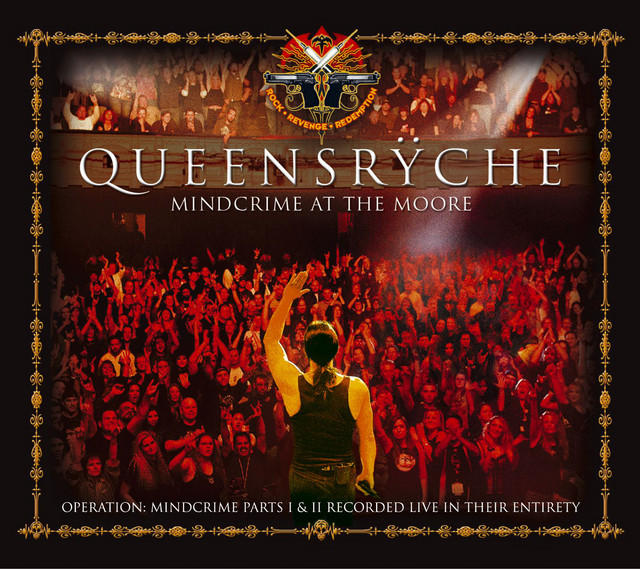 ROCK • REVENGE • REDEMPTION
QUEENSRŸCHE
MINDCRIME AT THE MOORE
OPERATION: MINDCRIME PARTS I & II RECORDED LIVE IN THEIR ENTIRETY